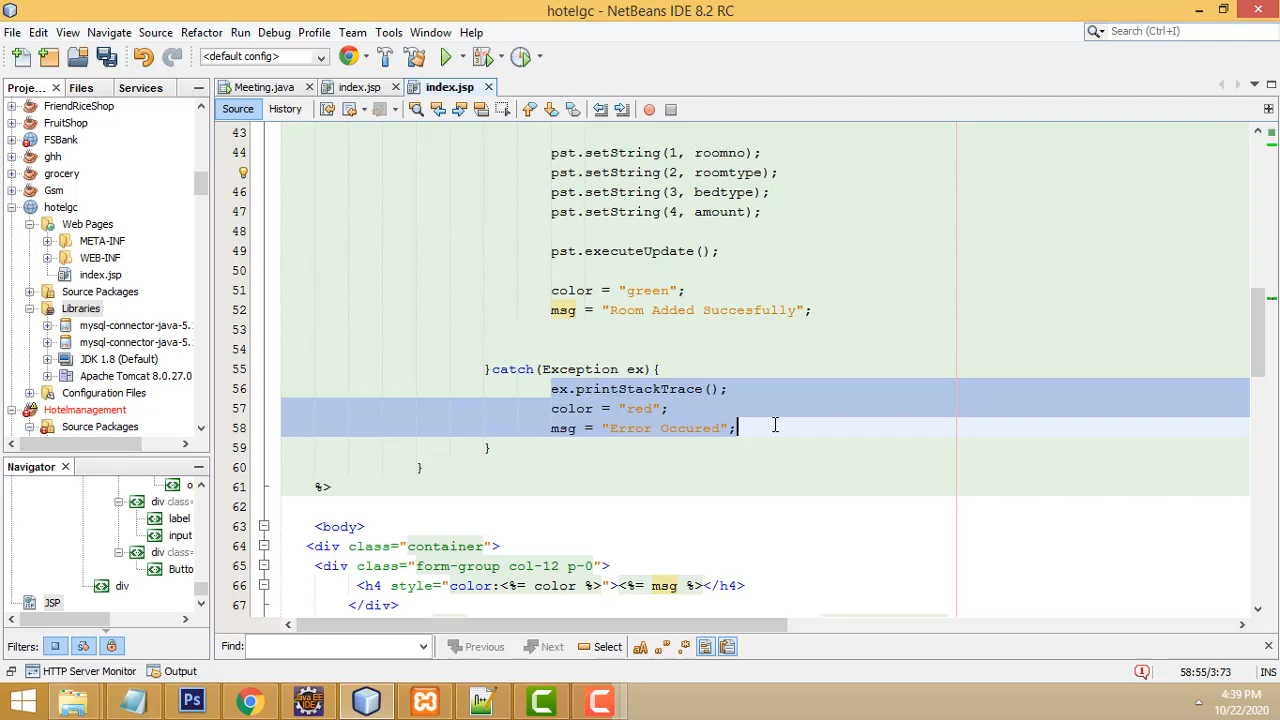 hotelgc - NetBeans IDE 8.2 RC
File Edit View Navigate Source Refactor Run Debug Profile Team Tools Window Help
Search (Ctrl+I)
<default config>
Proje... Files Services
Meeting.java index.jsp index.jsp
Source History
FriendRiceShop
FruitShop
FSBank
ghh
grocery
Gsm
hotelgc
Web Pages
META-INF
WEB-INF
index.jsp
Source Packages
Libraries
mysql-connector-java-5.
mysql-connector-java-5.
JDK 1.8 (Default)
Apache Tomcat 8.0.27.0
Configuration Files
Hotelmanagement
Source Packages
43
44 pst.setString(1, roomno);
pst.setString(2, roomtype);
46 pst.setString(3, bedtype);
47 pst.setString(4, amount);
48
49 pst.executeUpdate();
50
51 color = "green";
52 msg = "Room Added Succesfully";
53
54
55 }catch(Exception ex){
56 ex.printStackTrace();
57 color = "red";
58 msg = "Error Occured";
59 }
60 }
61 %>
62
63 <body>
64 <div class="container">
65 <div class="form-group col-12 p-0">
66 <h4 style="color:<%= color %>"><%= msg %></h4>
67 </div>
Navigator
o
div class=
label
input
div class=
Butto
div
JSP
Filters:
Find: Previous Next Select
HTTP Server Monitor Output
1 58:55/3:73 INS
4:39 PM
10/22/2020